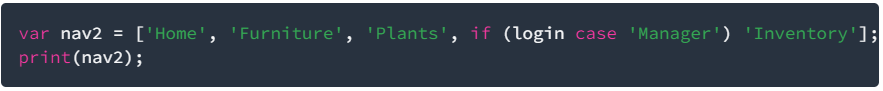 var nav2 = ['Home', 'Furniture', 'Plants', if (login case 'Manager') 'Inventory'];
print(nav2);